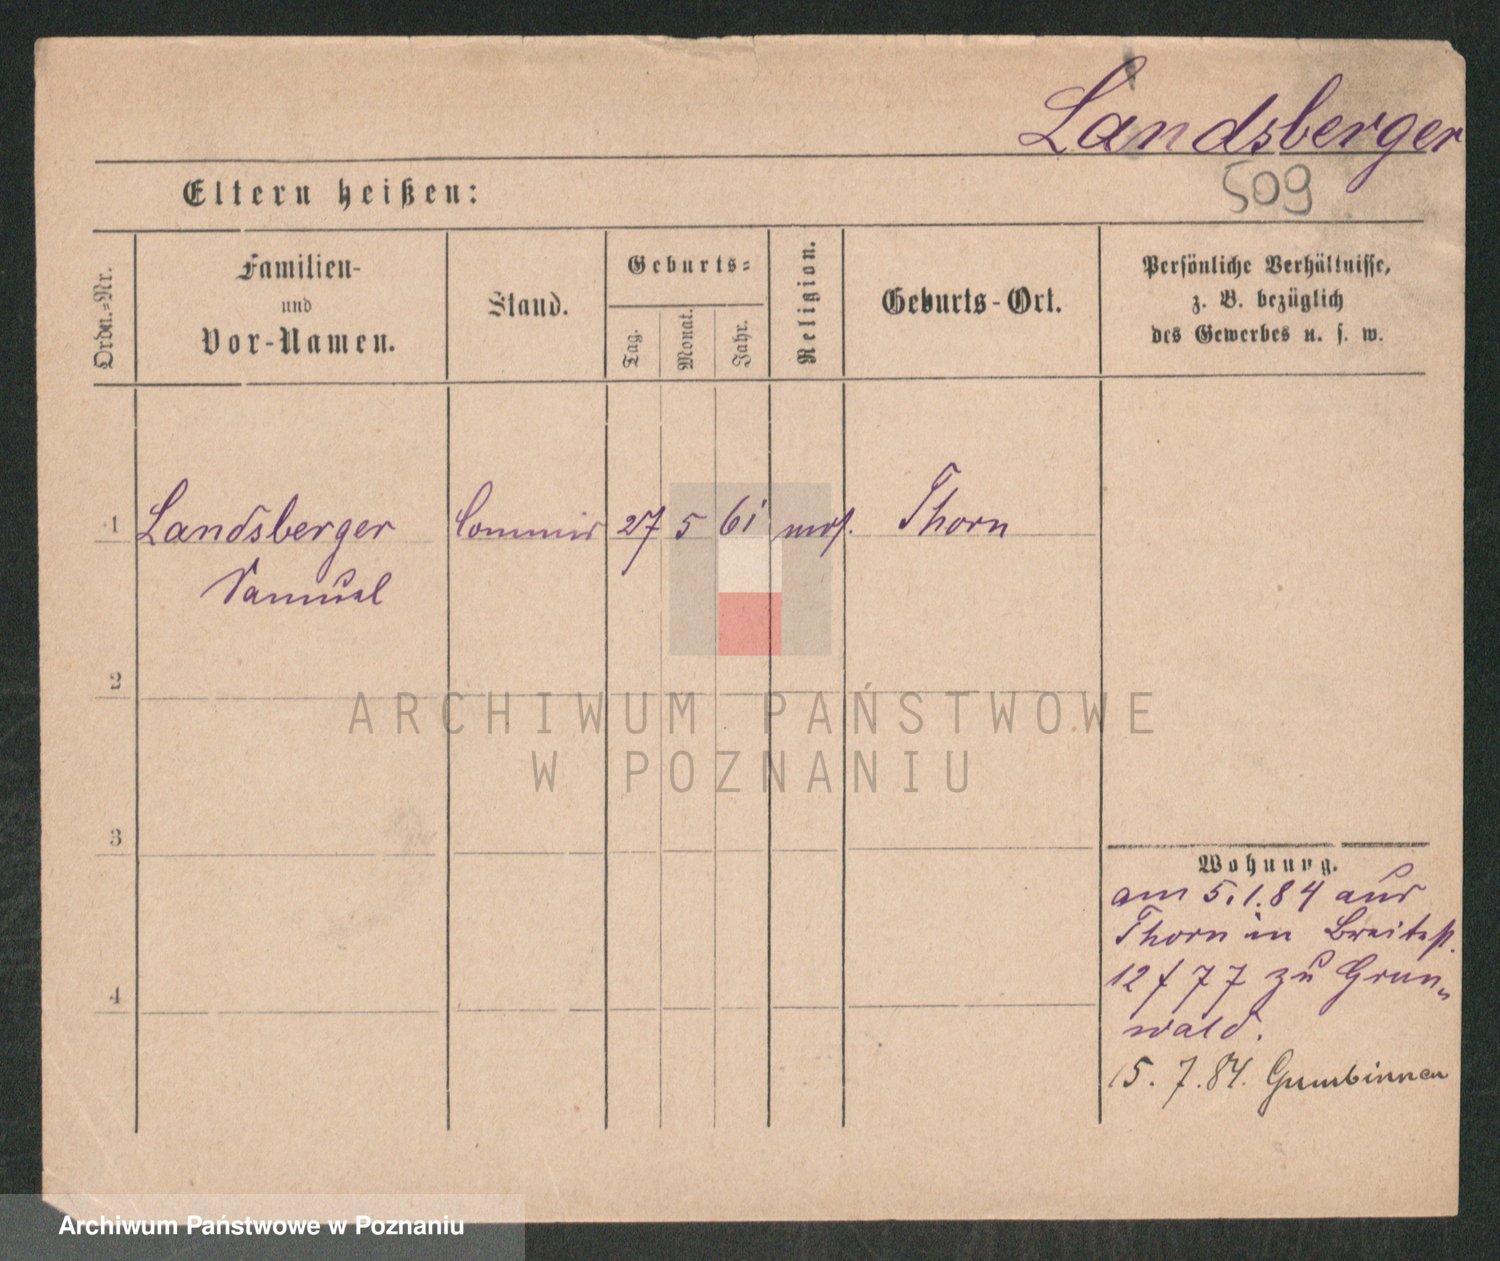 Landsberger
509
Eltern heißen:
Ordn.-Nr.
Familien-
und
Vor-Namen.
Stand.
Geburts-
Tag.
Monat.
Jahr.
Religion.
Geburts-Ort.
Persönliche Verhältnisse,
z. B. bezüglich
des Gewerbes u. s. w.
1 Landsberger Commis 27 5 61 mos. Thorn
Samuel
2
3
4
Wohnung.
am 5.1.84 aus
Thorn in Breitestr.
12 f 77 zu Grun-
wald.
15. 7. 84. Gumbinnen
ARCHIWUM PAŃSTWOWE
W POZNANIU
Archiwum Państwowe w Poznaniu